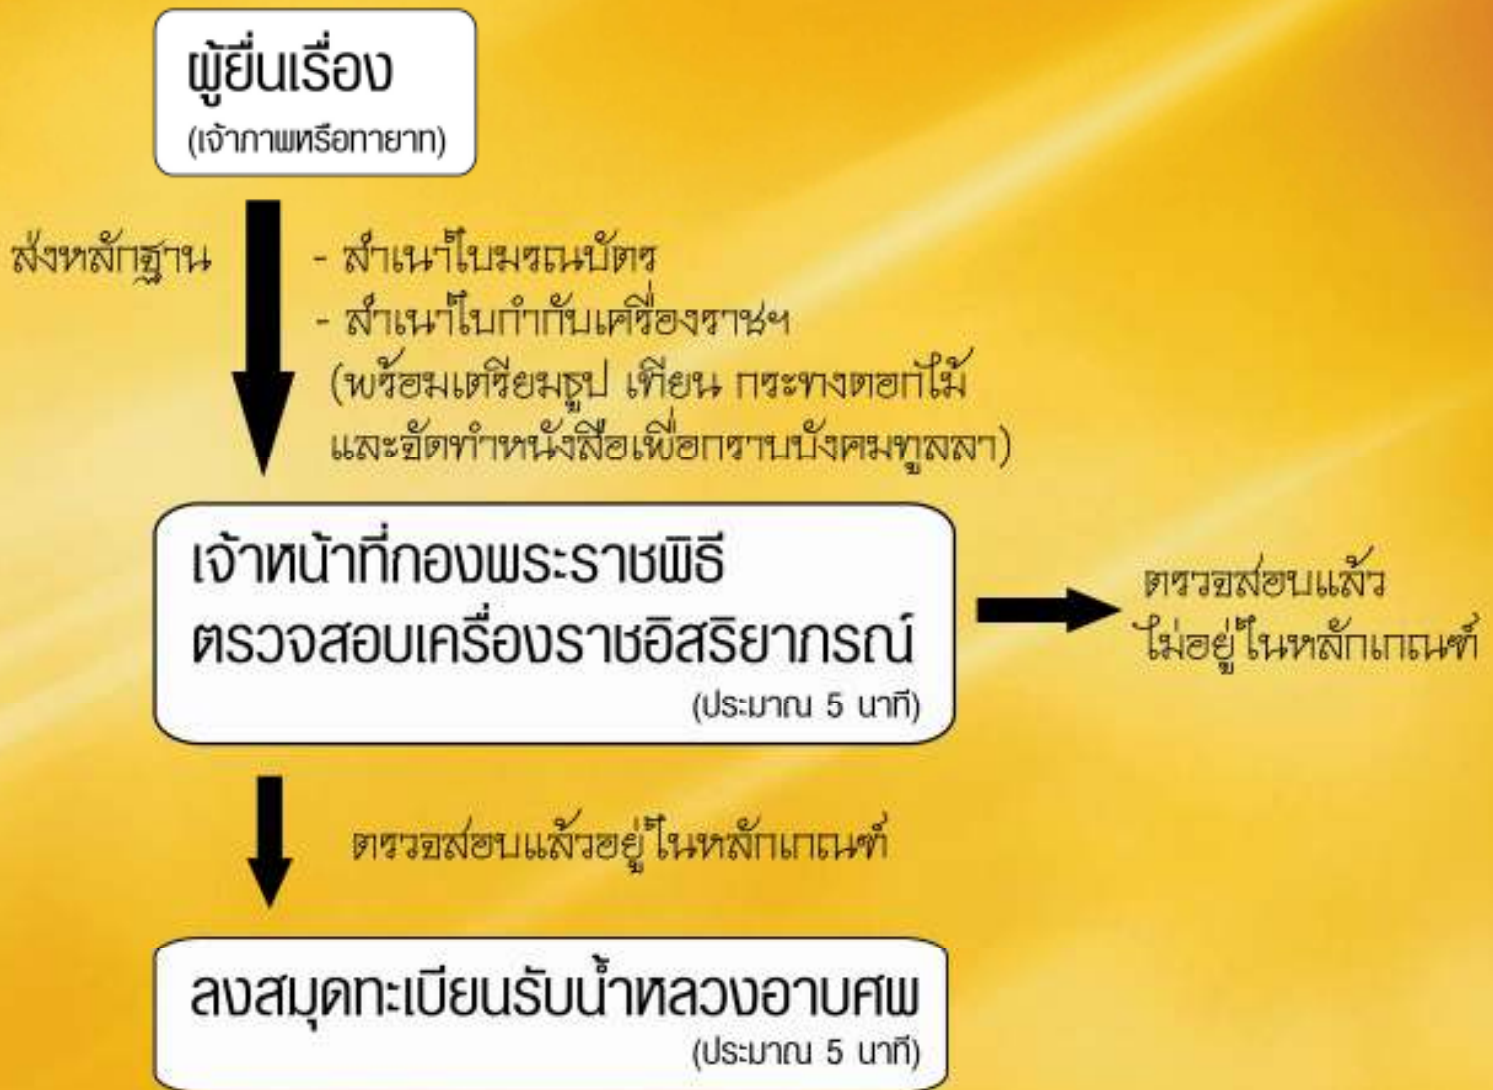 ผู้ยื่นเรื่อง
(เจ้าภาพหรือทายาท)
ส่งหลักฐาน
- สำเนาใบมรณบัตร
- สำเนาใบกำกับเครื่องราชฯ
(พร้อมเตรียมธูป เทียน กระทงดอกไม้
และจัดทำหนังสือเพื่อกราบบังคมทูลลา)
เจ้าหน้าที่กองพระราชพิธี
ตรวจสอบเครื่องราชอิสริยาภรณ์
(ประมาณ 5 นาที)
ตรวจสอบแล้ว
ไม่อยู่ในหลักเกณฑ์
ตรวจสอบแล้วอยู่ในหลักเกณฑ์
ลงสมุดทะเบียนรับน้ำหลวงอาบศพ
(ประมาณ 5 นาที)